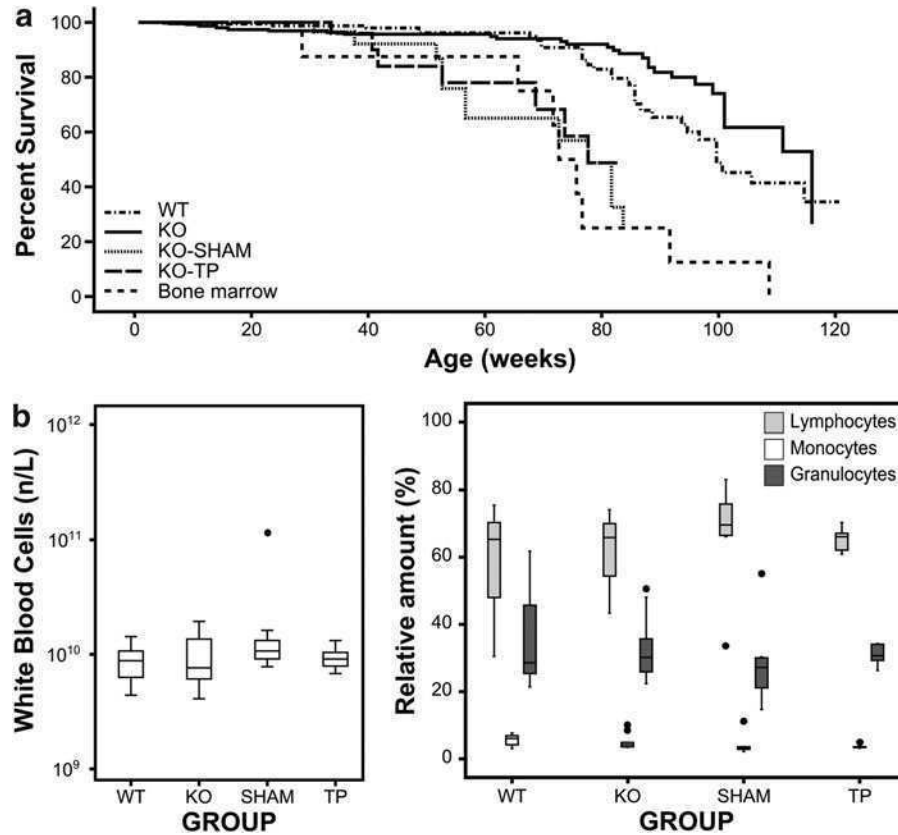 a
Percent Survival
100
80
60
40
20
0
WT
KO
KO-SHAM
KO-TP
Bone marrow
0 20 40 60 80 100 120
Age (weeks)
b
White Blood Cells (n/L)
10¹²
10¹¹
10¹⁰
10⁹
WT KO SHAM TP
GROUP
Relative amount (%)
100
80
60
40
20
0
Lymphocytes
Monocytes
Granulocytes
WT KO SHAM TP
GROUP